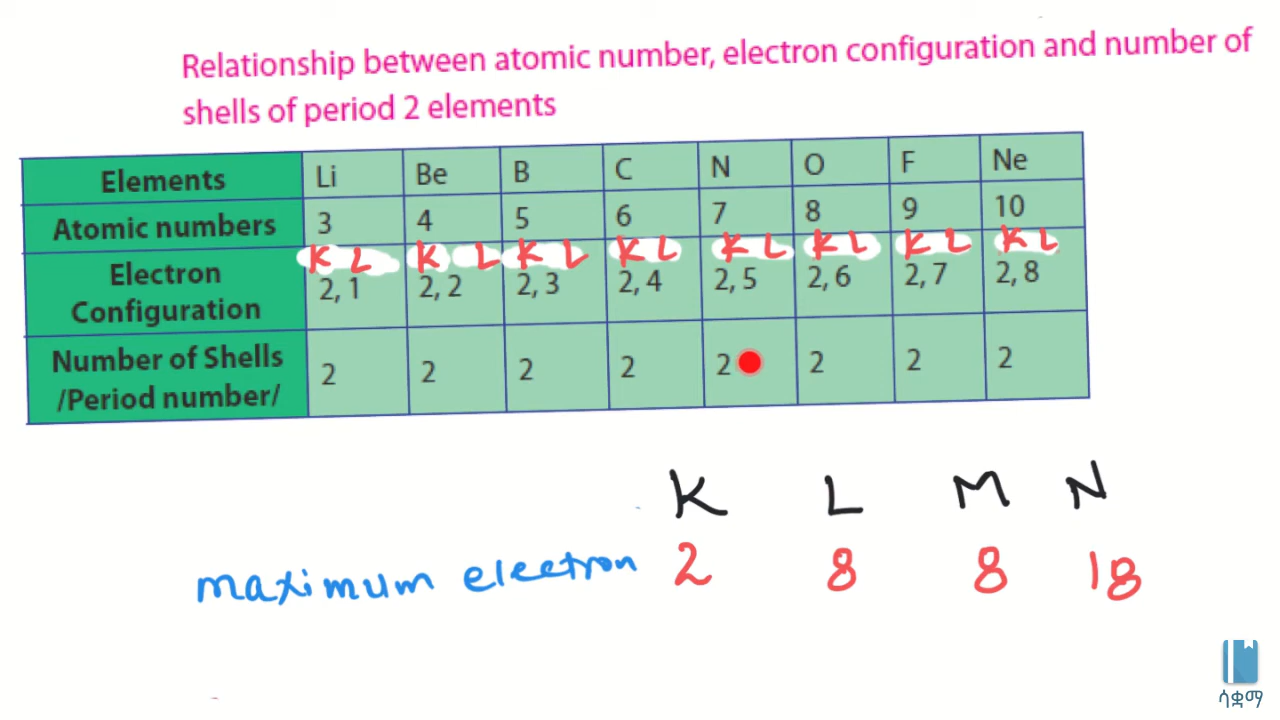 Relationship between atomic number, electron configuration and number of
shells of period 2 elements
Elements Li Be B C N O F Ne
Atomic numbers 3 4 5 6 7 8 9 10
K L K L K L K L K L K L K L K L
Electron Configuration 2, 1 2, 2 2, 3 2, 4 2, 5 2, 6 2, 7 2, 8
Number of Shells /Period number/ 2 2 2 2 2 2 2 2
K L M N
maximum electron 2 8 8 18
ሳቋማ